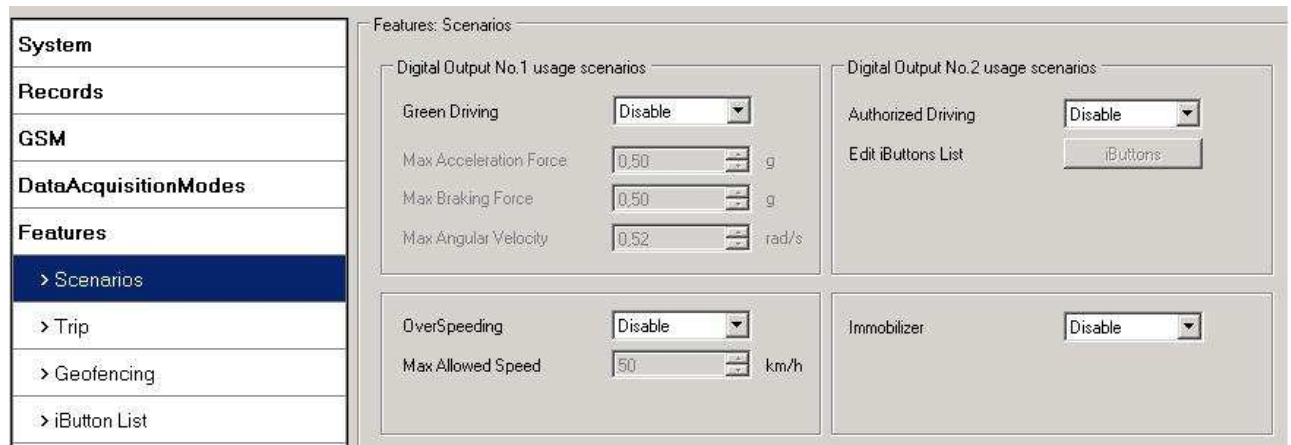 System
Records
GSM
DataAcquisitionModes
Features
> Scenarios
> Trip
> Geofencing
> iButton List
Features: Scenarios
Digital Output No.1 usage scenarios
Green Driving Disable
Max Acceleration Force 0,50 g
Max Braking Force 0,50 g
Max Angular Velocity 0,52 rad/s
Digital Output No.2 usage scenarios
Authorized Driving Disable
Edit iButtons List iButtons
OverSpeeding Disable
Max Allowed Speed 50 km/h
Immobilizer Disable